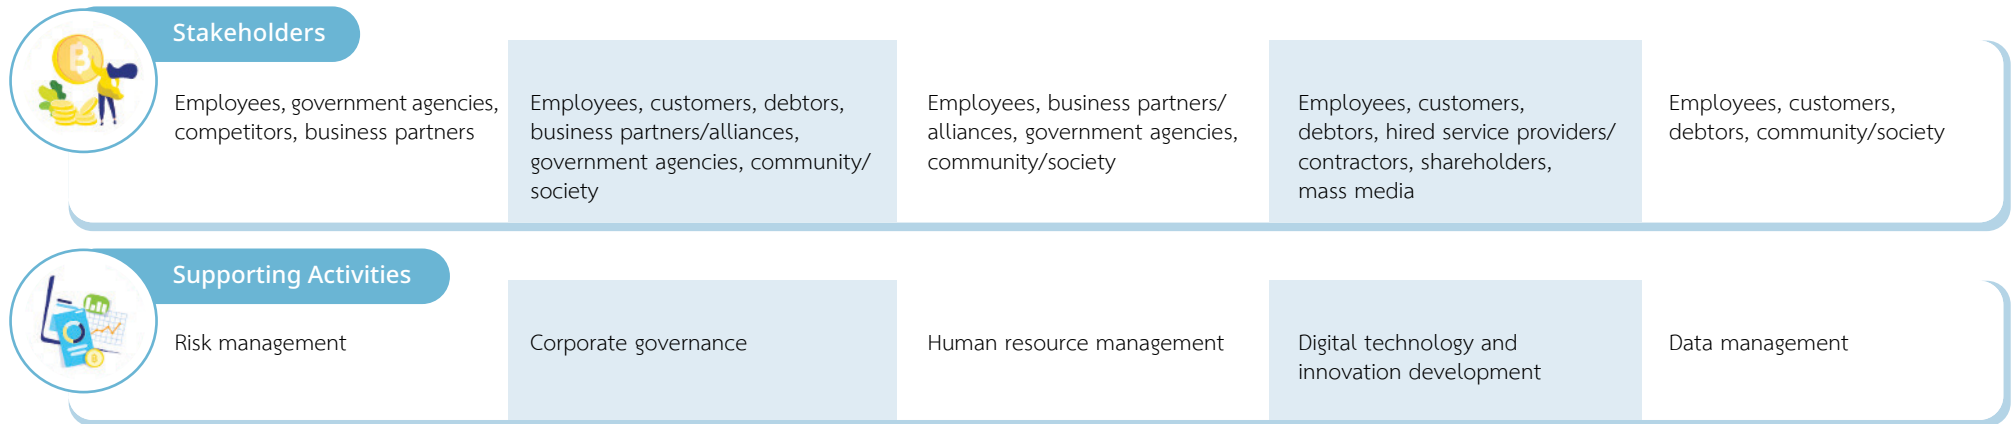 Stakeholders
Employees, government agencies,
competitors, business partners
Employees, customers, debtors,
business partners/alliances,
government agencies, community/
society
Employees, business partners/
alliances, government agencies,
community/society
Employees, customers,
debtors, hired service providers/
contractors, shareholders,
mass media
Employees, customers,
debtors, community/society
Supporting Activities
Risk management
Corporate governance
Human resource management
Digital technology and
innovation development
Data management